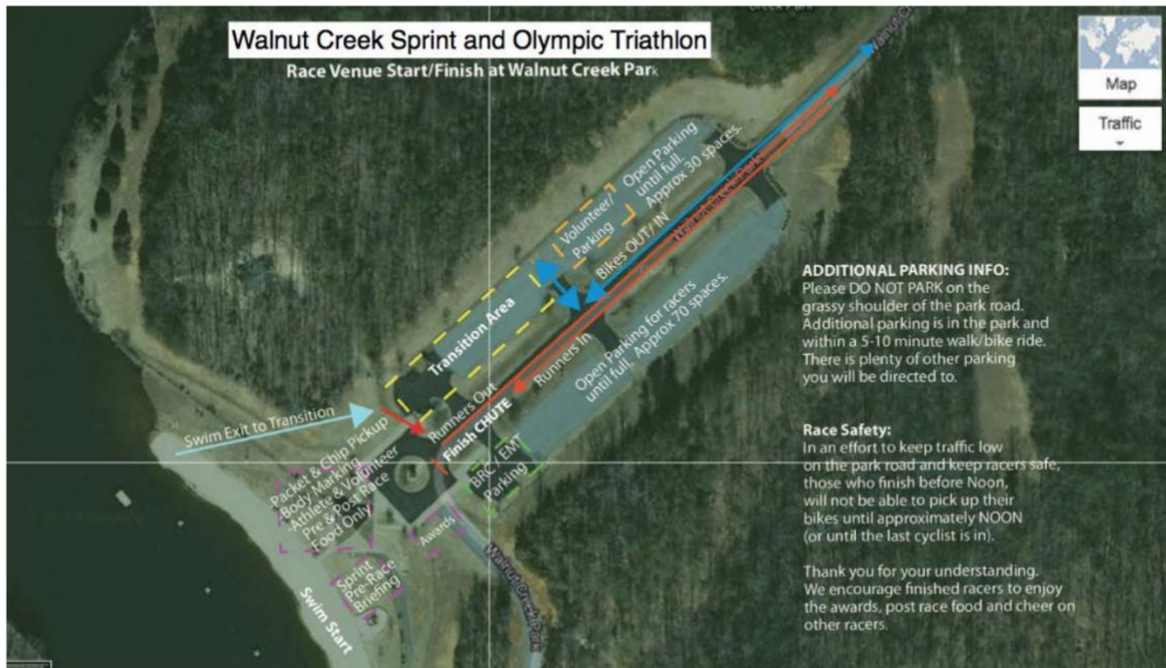 Creek Park
Walnut Creek Sprint and Olympic Triathlon
Race Venue Start/Finish at Walnut Creek Park
Map
Traffic
Open Parking
until full.
Approx 30 spaces.
Volunteer/
Parking
Bikes OUT/ IN
Walnut Creek Park
Transition Area
Runners In
Open Parking for racers
until full. Approx 70 spaces.
Runners Out
Finish CHUTE
Swim Exit to Transition
-Packet & Chip Pickup
-Body Marking
-Athlete & Volunteer
Pre & Post Race
Food Only
BRC / EMT
Parking
Awards
Walnut Creek Park
Sprint
Pre-Race
Briefing
Swim Start
ADDITIONAL PARKING INFO:
Please DO NOT PARK on the
grassy shoulder of the park road.
Additional parking is in the park and
within a 5-10 minute walk/bike ride.
There is plenty of other parking
you will be directed to.
Race Safety:
In an effort to keep traffic low
on the park road and keep racers safe,
those who finish before Noon,
will not be able to pick up their
bikes until approximately NOON
(or until the last cyclist is in).
Thank you for your understanding.
We encourage finished racers to enjoy
the awards, post race food and cheer on
other racers.